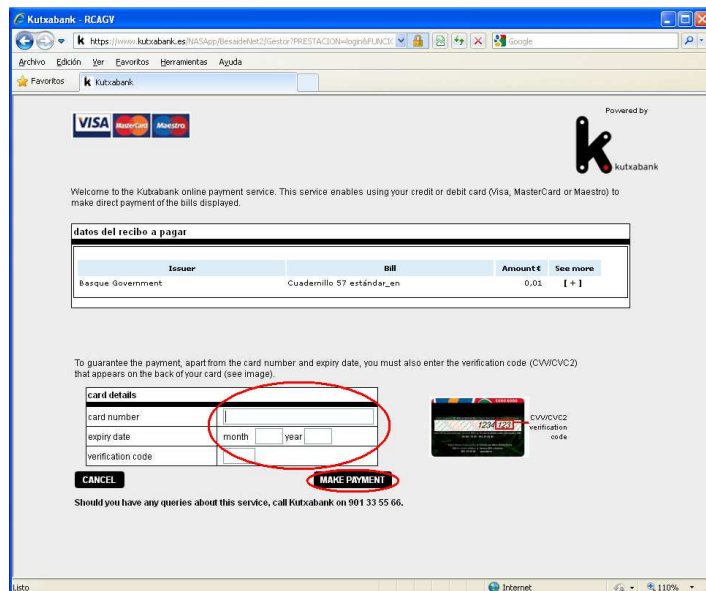 Kutxabank - RCAGV
https://www.kutxabank.es/NASApp/BesaideNet2/Gestor?PRESTACION=login&FUNCIO
Google
Archivo Edición Ver Favoritos Herramientas Ayuda
Favoritos Kutxabank
Powered by
VISA MasterCard Maestro
k
kutxabank
Welcome to the Kutxabank online payment service. This service enables using your credit or debit card (Visa, MasterCard or Maestro) to
make direct payment of the bills displayed.
datos del recibo a pagar
Issuer Bill Amount € See more
Basque Government Cuadernillo 57 estándar_en 0,01 [ + ]
To guarantee the payment, apart from the card number and expiry date, you must also enter the verification code (CVV/CVC2)
that appears on the back of your card (see image).
card details
card number
expiry date month year
verification code
1234 123
CVV/CVC2
verification
code
CANCEL MAKE PAYMENT
Should you have any queries about this service, call Kutxabank on 901 33 55 66.
Listo Internet 110%